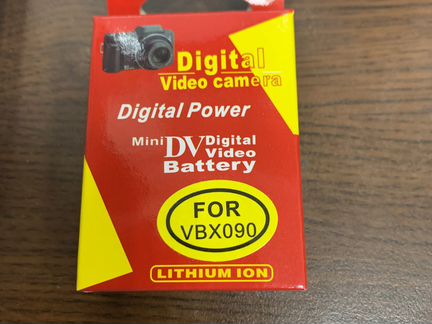 Digital
Video camera
Digital Power
Mini DV Digital
Video
Battery
FOR
VBX090
LITHIUM ION